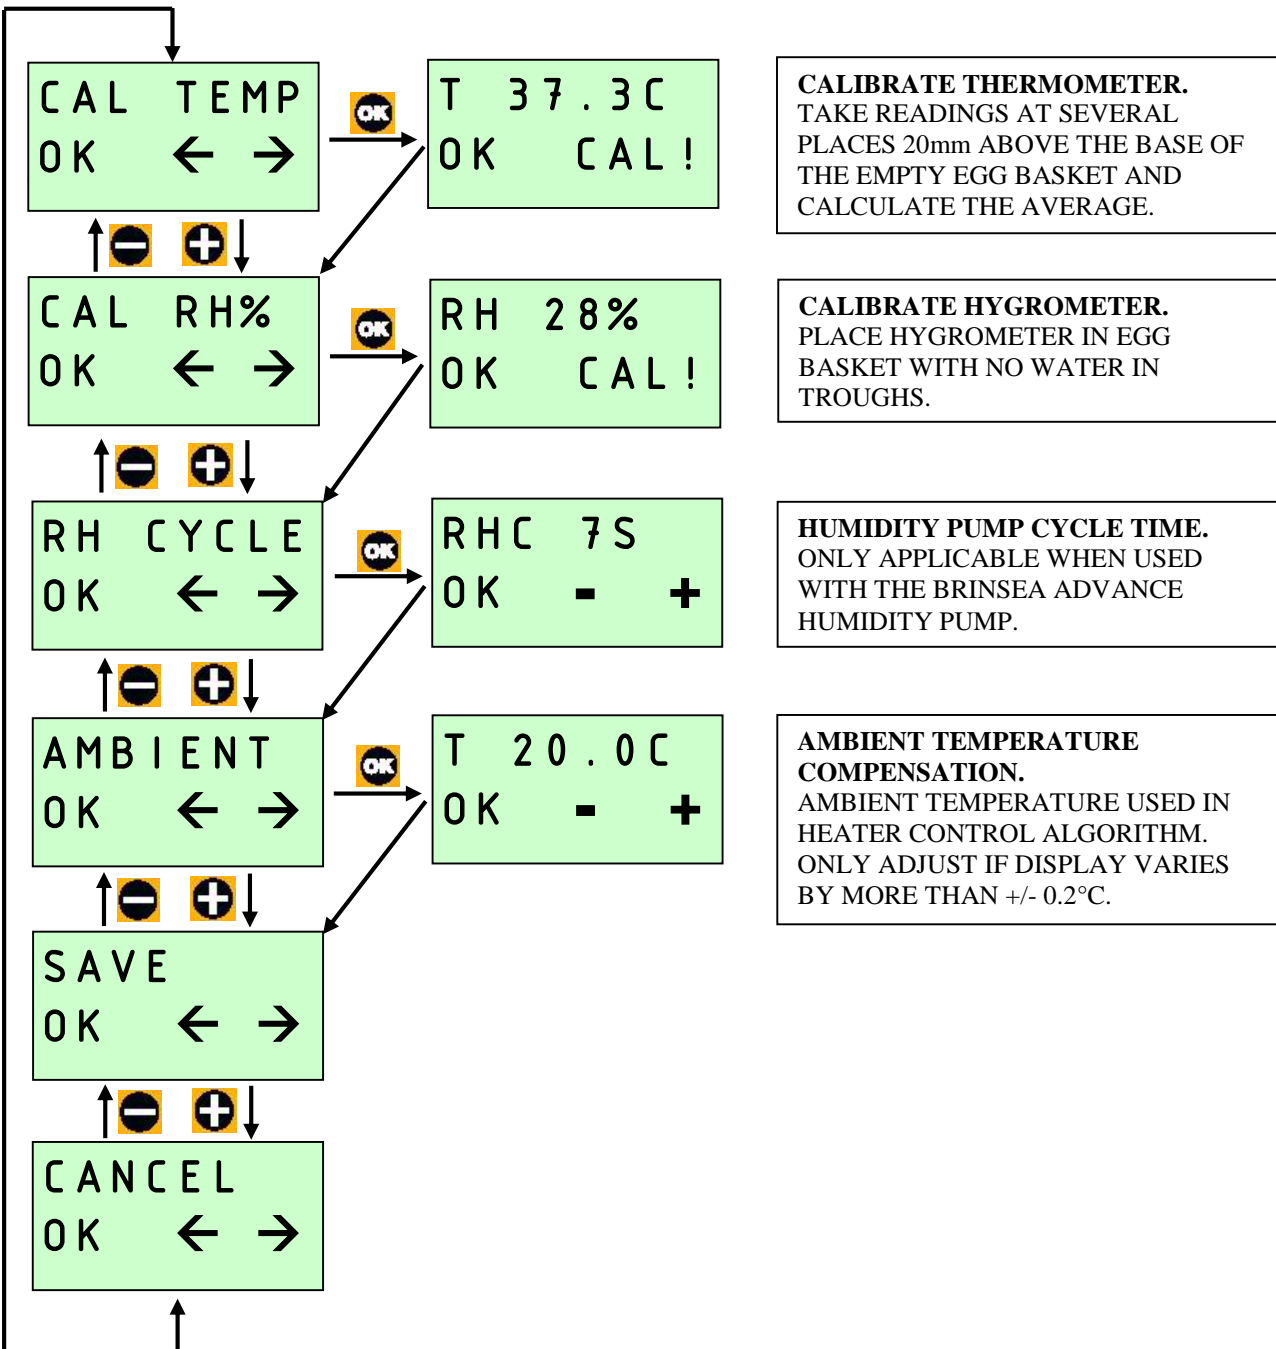 CAL TEMP
OK ← →
OK
T 37.3C
OK CAL!
CALIBRATE THERMOMETER.
TAKE READINGS AT SEVERAL
PLACES 20mm ABOVE THE BASE OF
THE EMPTY EGG BASKET AND
CALCULATE THE AVERAGE.
CAL RH%
OK ← →
OK
RH 28%
OK CAL!
CALIBRATE HYGROMETER.
PLACE HYGROMETER IN EGG
BASKET WITH NO WATER IN
TROUGHS.
RH CYCLE
OK ← →
OK
RHC 7S
OK - +
HUMIDITY PUMP CYCLE TIME.
ONLY APPLICABLE WHEN USED
WITH THE BRINSEA ADVANCE
HUMIDITY PUMP.
AMBIENT
OK ← →
OK
T 20.0C
OK - +
AMBIENT TEMPERATURE
COMPENSATION.
AMBIENT TEMPERATURE USED IN
HEATER CONTROL ALGORITHM.
ONLY ADJUST IF DISPLAY VARIES
BY MORE THAN +/- 0.2°C.
SAVE
OK ← →
CANCEL
OK ← →